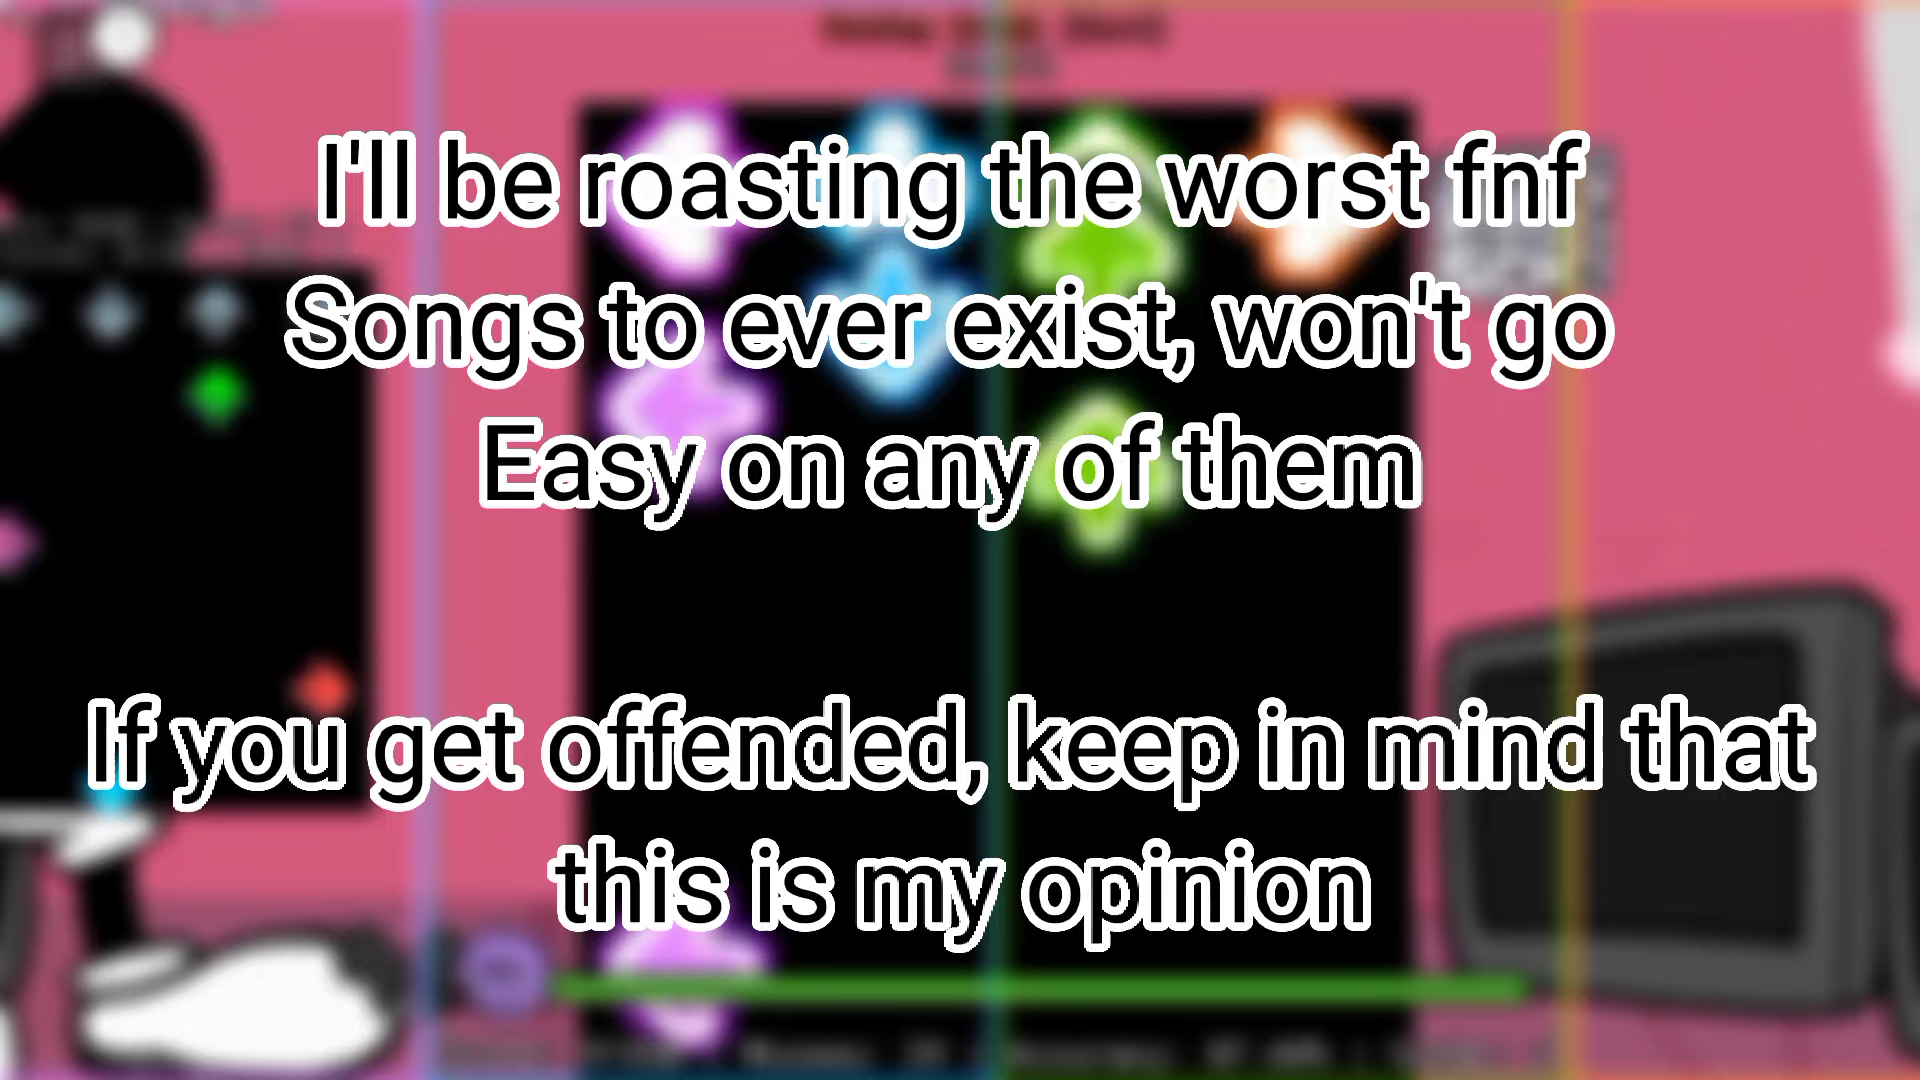 I'll be roasting the worst fnf
Songs to ever exist, won't go
Easy on any of them
If you get offended, keep in mind that
this is my opinion